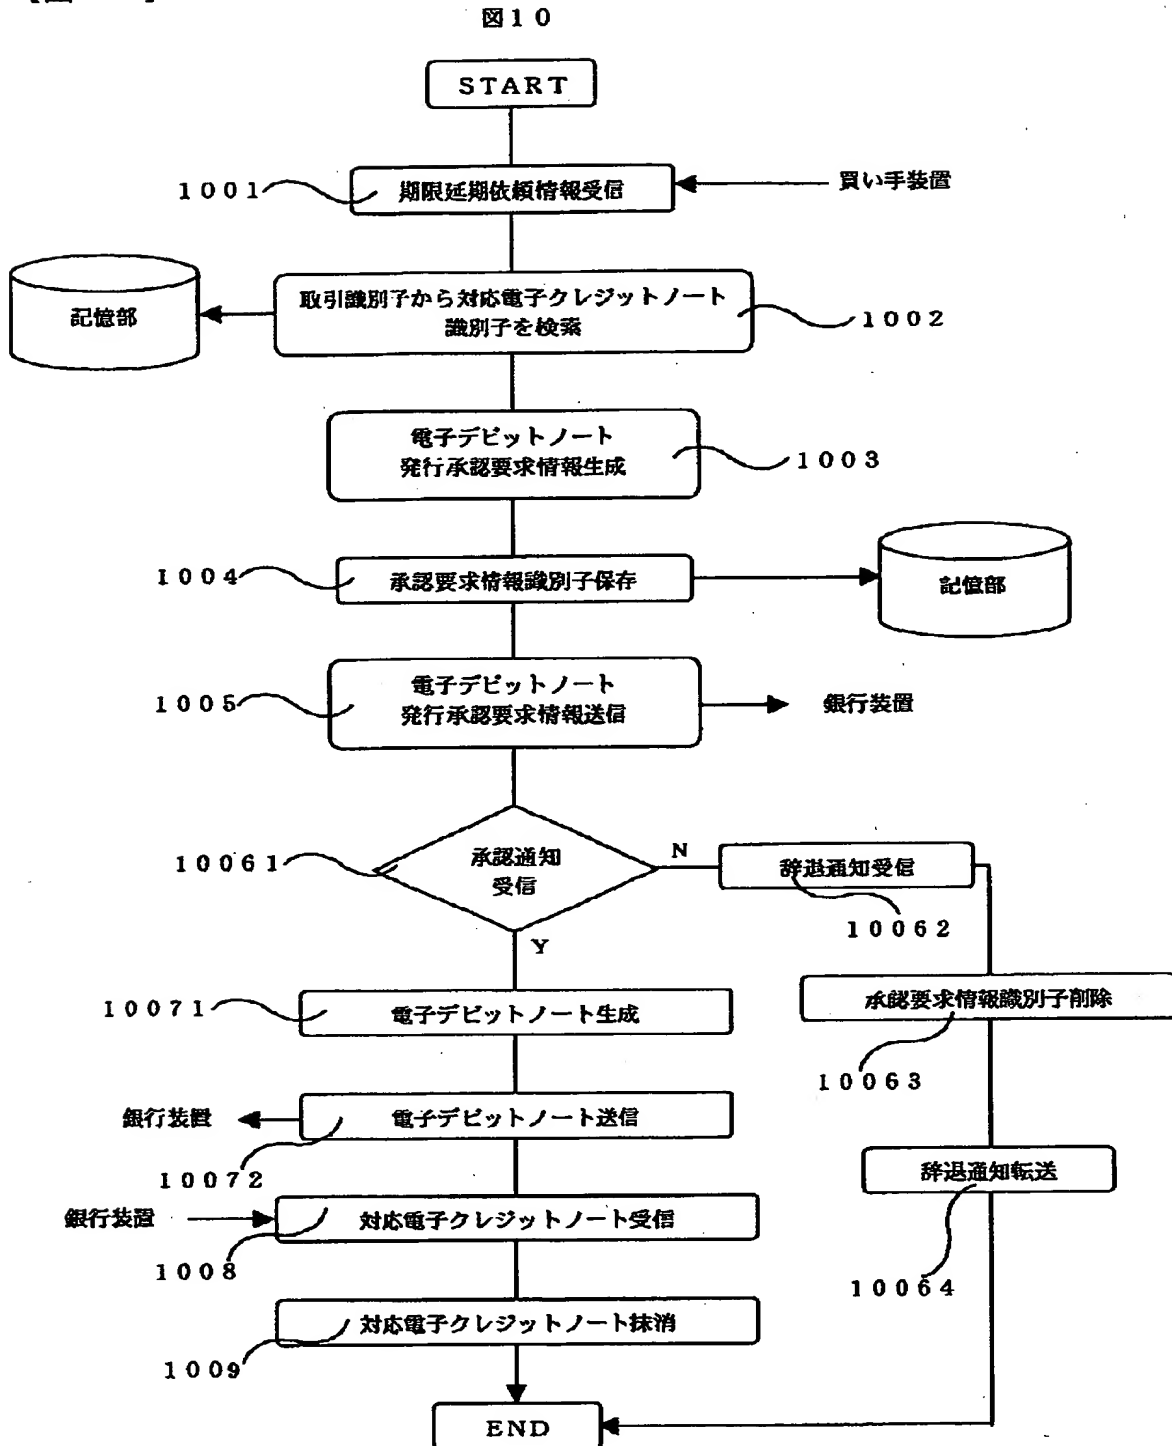 図10
START
1001
期限延期依頼情報受信
買い手装置
記憶部
取引識別子から対応電子クレジットノート
識別子を検索
1002
電子デビットノート
発行承認要求情報生成
1003
1004
承認要求情報識別子保存
記憶部
1005
電子デビットノート
発行承認要求情報送信
銀行装置
10061
承認通知
受信
N
辞退通知受信
10062
Y
10071
電子デビットノート生成
承認要求情報識別子削除
10063
銀行装置
電子デビットノート送信
10072
辞退通知転送
銀行装置
対応電子クレジットノート受信
1008
10064
対応電子クレジットノート抹消
1009
END